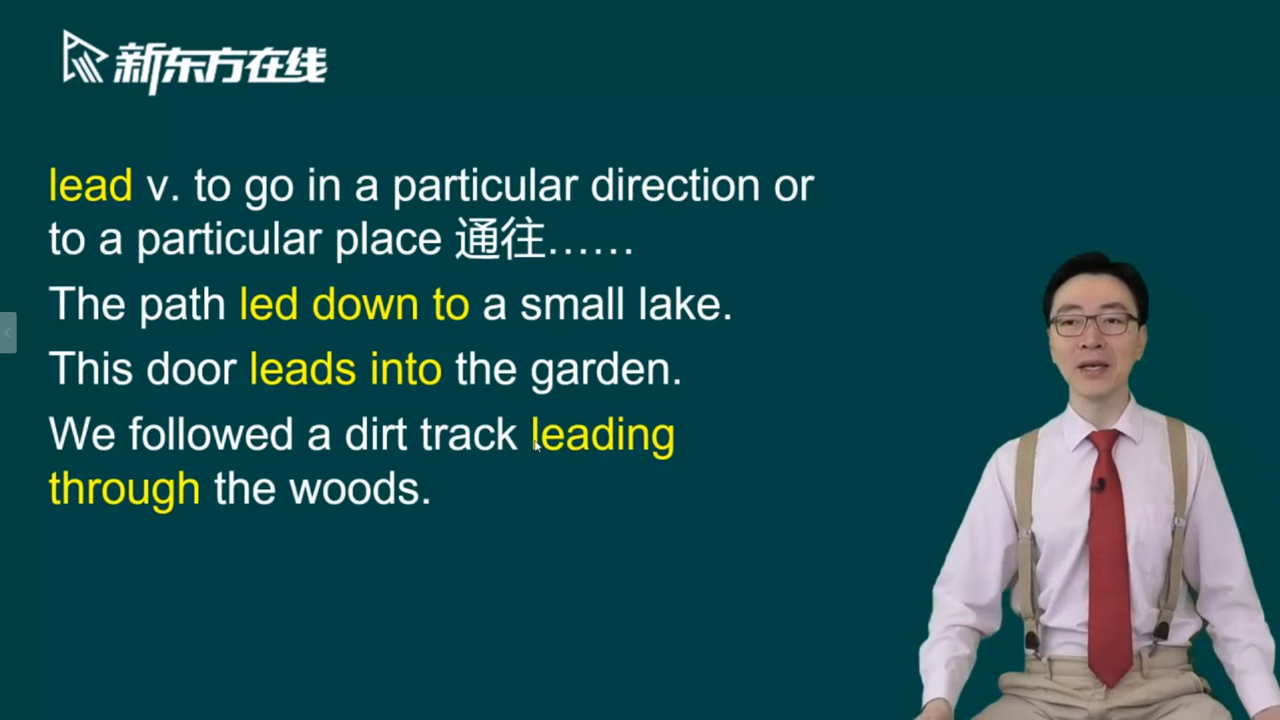 新东方在线
lead v. to go in a particular direction or
to a particular place 通往……
The path led down to a small lake.
This door leads into the garden.
We followed a dirt track leading
through the woods.